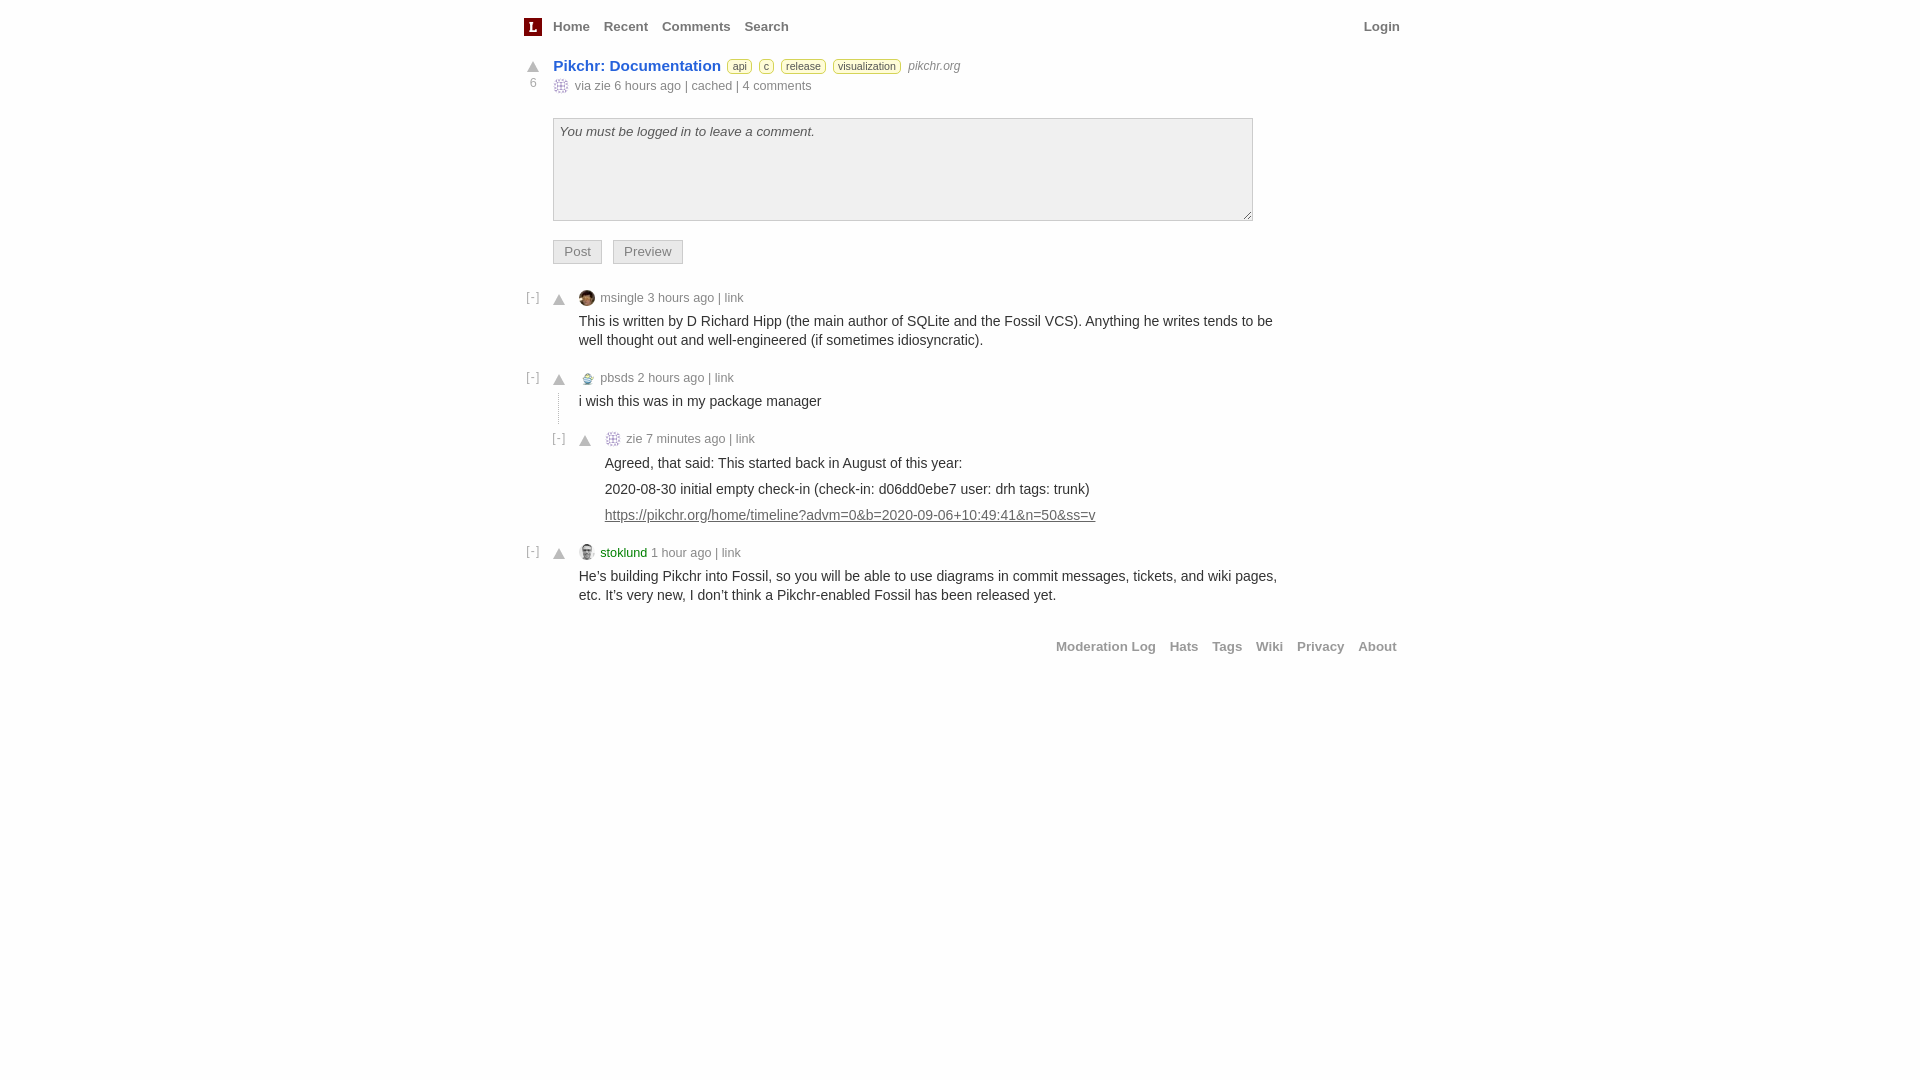 L Home Recent Comments Search Login
Pikchr: Documentation api c release visualization pikchr.org
6
via zie 6 hours ago | cached | 4 comments
You must be logged in to leave a comment.
Post Preview
[-] msingle 3 hours ago | link
This is written by D Richard Hipp (the main author of SQLite and the Fossil VCS). Anything he writes tends to be
well thought out and well-engineered (if sometimes idiosyncratic).
[-] pbsds 2 hours ago | link
i wish this was in my package manager
[-] zie 7 minutes ago | link
Agreed, that said: This started back in August of this year:
2020-08-30 initial empty check-in (check-in: d06dd0ebe7 user: drh tags: trunk)
https://pikchr.org/home/timeline?advm=0&b=2020-09-06+10:49:41&n=50&ss=v
[-] stoklund 1 hour ago | link
He’s building Pikchr into Fossil, so you will be able to use diagrams in commit messages, tickets, and wiki pages,
etc. It’s very new, I don’t think a Pikchr-enabled Fossil has been released yet.
Moderation Log Hats Tags Wiki Privacy About